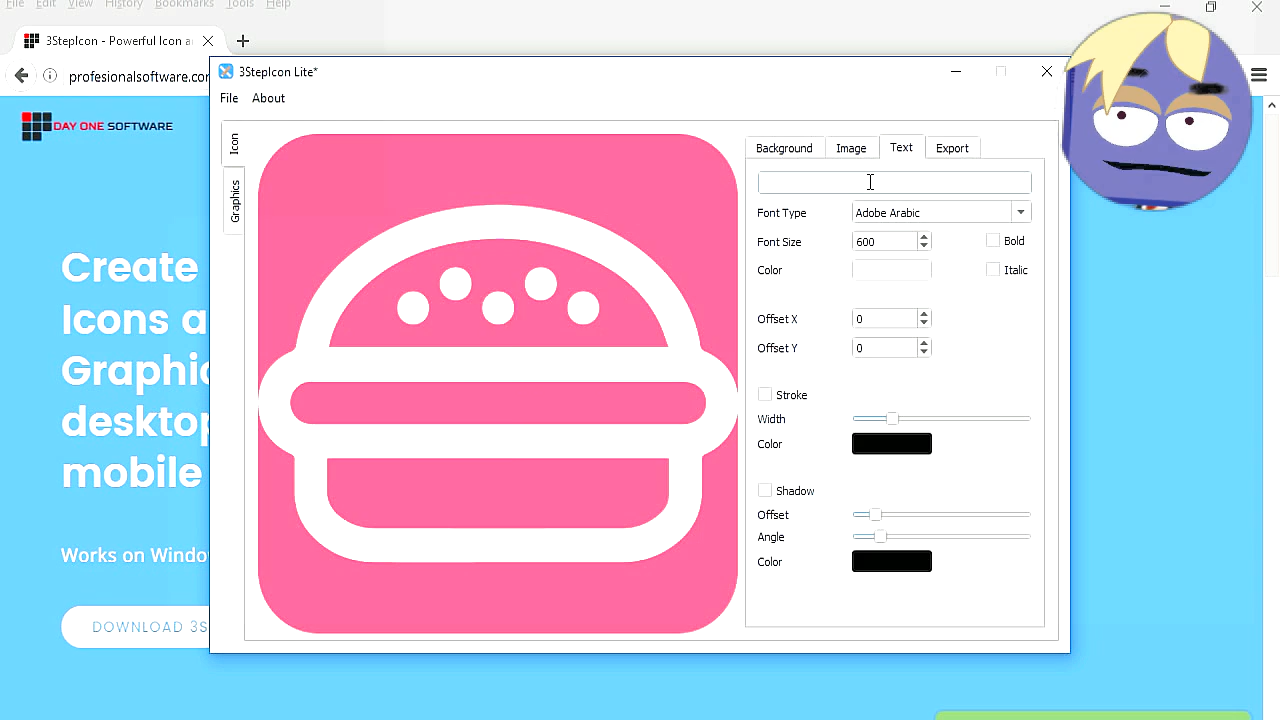 File Edit View History Bookmarks Tools Help
3StepIcon - Powerful Icon a
profesionalsoftware.com
3StepIcon Lite*
File About
DAY ONE SOFTWARE
Icon
Graphics
Background Image Text Export
Font Type Adobe Arabic
Font Size 600 Bold
Color Italic
Offset X 0
Offset Y 0
Stroke
Width
Color
Shadow
Offset
Angle
Color
Create
Icons a
Graphic
desktop
mobile
Works on Window
DOWNLOAD 3S